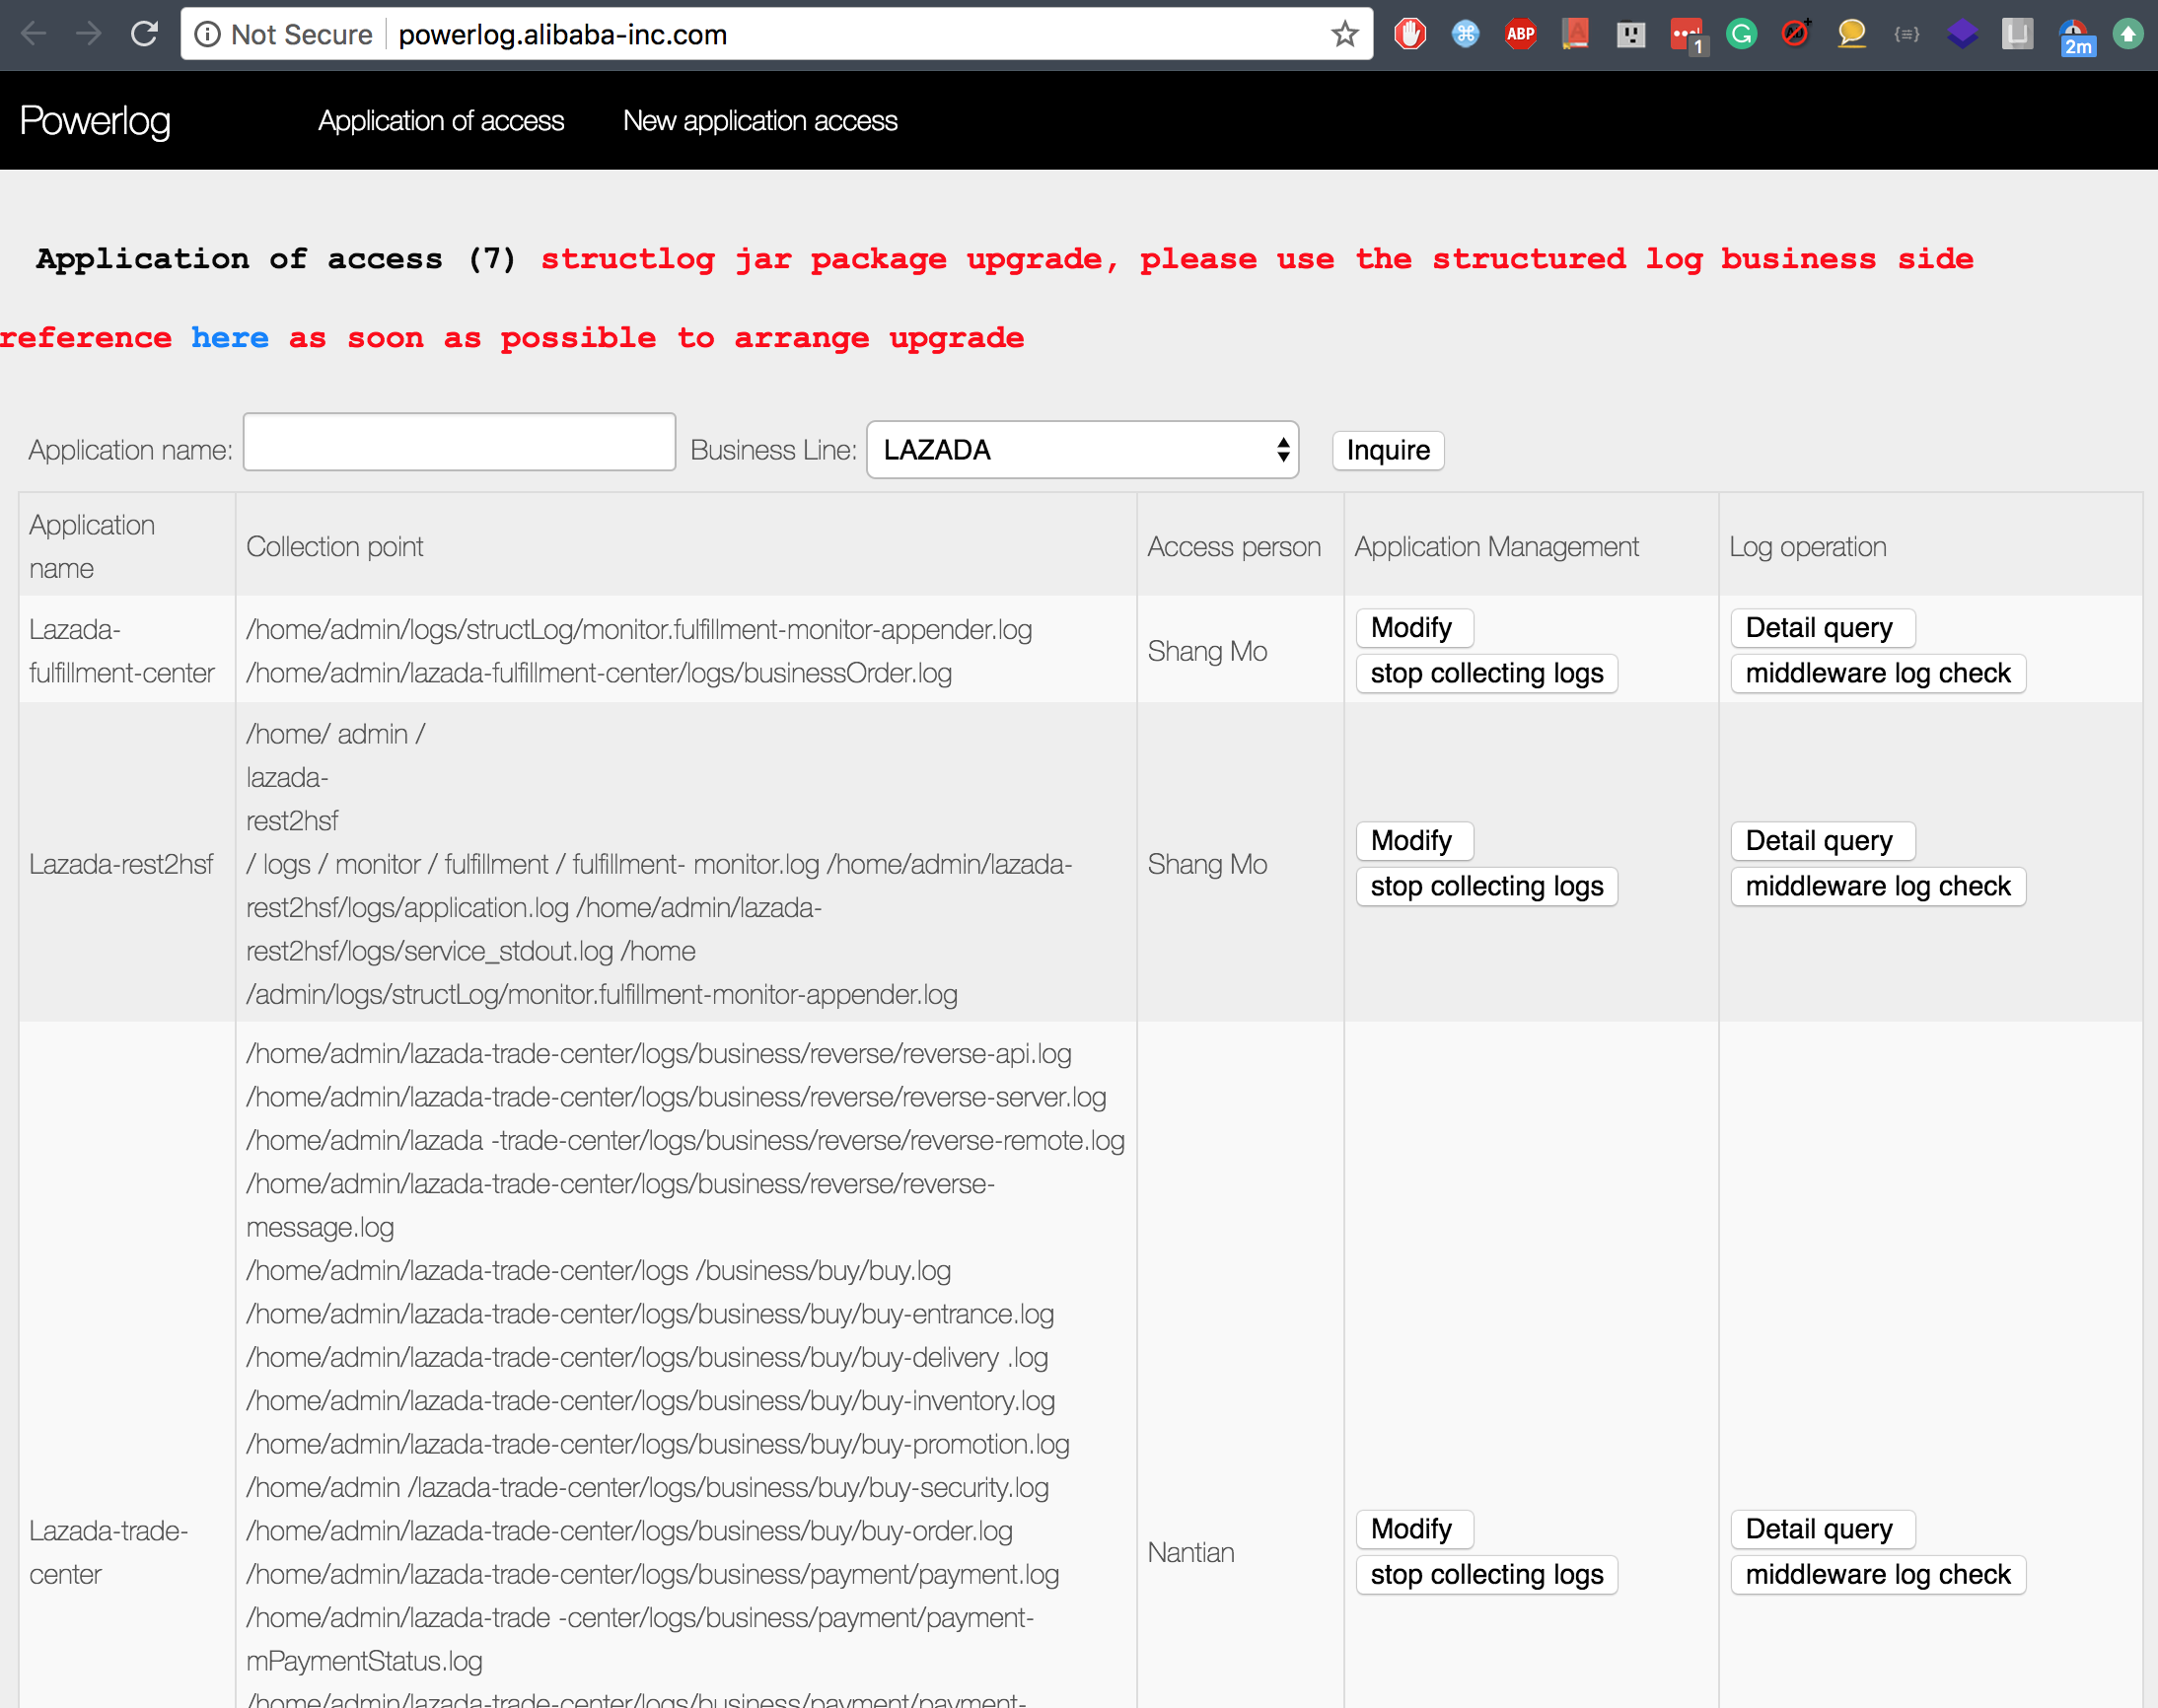 Not Secure powerlog.alibaba-inc.com
ABP
1
2m
Powerlog Application of access New application access
Application of access (7) structlog jar package upgrade, please use the structured log business side
reference here as soon as possible to arrange upgrade
Application name: Business Line: LAZADA Inquire
Application name
Collection point
Access person
Application Management
Log operation
Lazada-
fulfillment-center
/home/admin/logs/structLog/monitor.fulfillment-monitor-appender.log
/home/admin/lazada-fulfillment-center/logs/businessOrder.log
Shang Mo
Modify
stop collecting logs
Detail query
middleware log check
Lazada-rest2hsf
/home/ admin /
lazada-
rest2hsf
/ logs / monitor / fulfillment / fulfillment- monitor.log /home/admin/lazada-
rest2hsf/logs/application.log /home/admin/lazada-
rest2hsf/logs/service_stdout.log /home
/admin/logs/structLog/monitor.fulfillment-monitor-appender.log
Shang Mo
Modify
stop collecting logs
Detail query
middleware log check
Lazada-trade-
center
/home/admin/lazada-trade-center/logs/business/reverse/reverse-api.log
/home/admin/lazada-trade-center/logs/business/reverse/reverse-server.log
/home/admin/lazada -trade-center/logs/business/reverse/reverse-remote.log
/home/admin/lazada-trade-center/logs/business/reverse/reverse-
message.log
/home/admin/lazada-trade-center/logs /business/buy/buy.log
/home/admin/lazada-trade-center/logs/business/buy/buy-entrance.log
/home/admin/lazada-trade-center/logs/business/buy/buy-delivery .log
/home/admin/lazada-trade-center/logs/business/buy/buy-inventory.log
/home/admin/lazada-trade-center/logs/business/buy/buy-promotion.log
/home/admin /lazada-trade-center/logs/business/buy/buy-security.log
/home/admin/lazada-trade-center/logs/business/buy/buy-order.log
/home/admin/lazada-trade-center/logs/business/payment/payment.log
/home/admin/lazada-trade -center/logs/business/payment/payment-
mPaymentStatus.log
/home/admin/lazada-trade-center/logs/business/payment/payment-
Nantian
Modify
stop collecting logs
Detail query
middleware log check